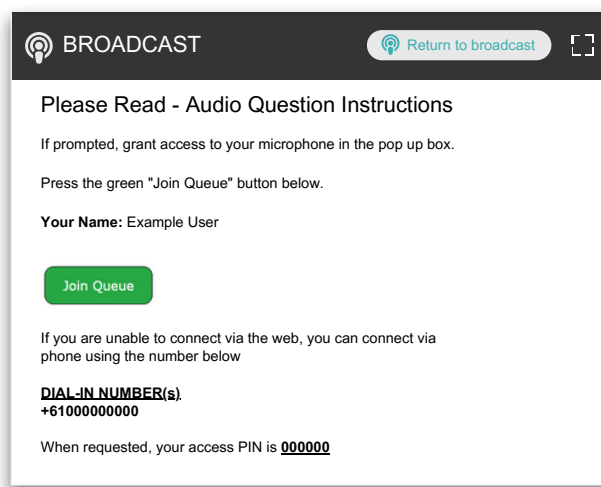 BROADCAST
Return to broadcast
Please Read - Audio Question Instructions
If prompted, grant access to your microphone in the pop up box.
Press the green "Join Queue" button below.
Your Name: Example User
Join Queue
If you are unable to connect via the web, you can connect via
phone using the number below
DIAL-IN NUMBER(s)
+61000000000
When requested, your access PIN is 000000